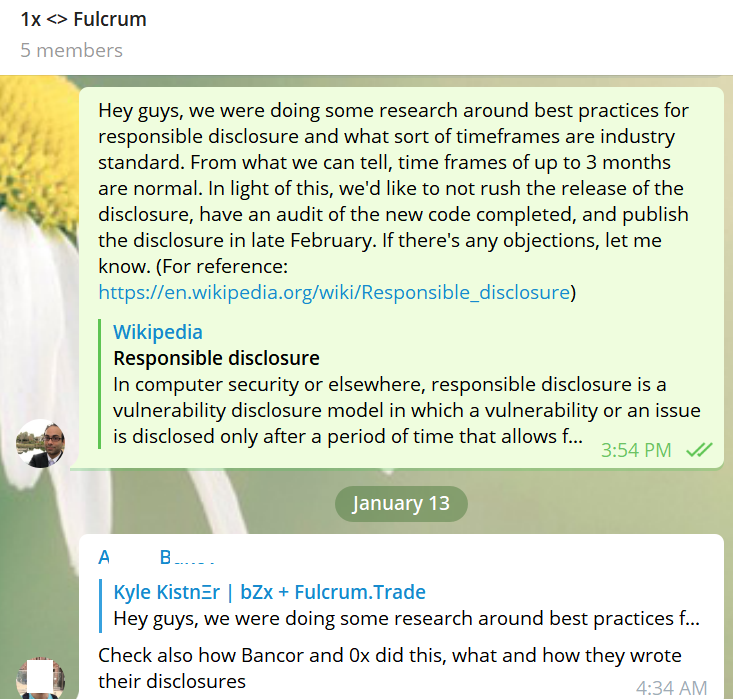 1x <> Fulcrum
5 members
Hey guys, we were doing some research around best practices for
responsible disclosure and what sort of timeframes are industry
standard. From what we can tell, time frames of up to 3 months
are normal. In light of this, we'd like to not rush the release of the
disclosure, have an audit of the new code completed, and publish
the disclosure in late February. If there's any objections, let me
know. (For reference:
https://en.wikipedia.org/wiki/Responsible_disclosure)
Wikipedia
Responsible disclosure
In computer security or elsewhere, responsible disclosure is a
vulnerability disclosure model in which a vulnerability or an issue
is disclosed only after a period of time that allows f...
3:54 PM
January 13
A B
Kyle KistnΞr | bZx + Fulcrum.Trade
Hey guys, we were doing some research around best practices f...
Check also how Bancor and 0x did this, what and how they wrote
their disclosures
4:34 AM